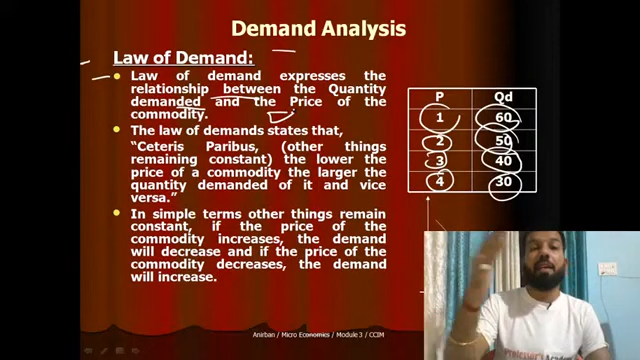 Demand Analysis
Law of Demand:
Law of demand expresses the
relationship between the Quantity
demanded and the Price of the
commodity.
The law of demands states that,
“Ceteris Paribus, (other things
remaining constant) the lower the
price of a commodity the larger the
quantity demanded of it and vice
versa.”
In simple terms other things remain
constant, if the price of the
commodity increases, the demand
will decrease and if the price of the
commodity decreases, the demand
will increase.
P Qd
1 60
2 50
3 40
4 30
Anirban / Micro Economics / Module 3 / CCIM